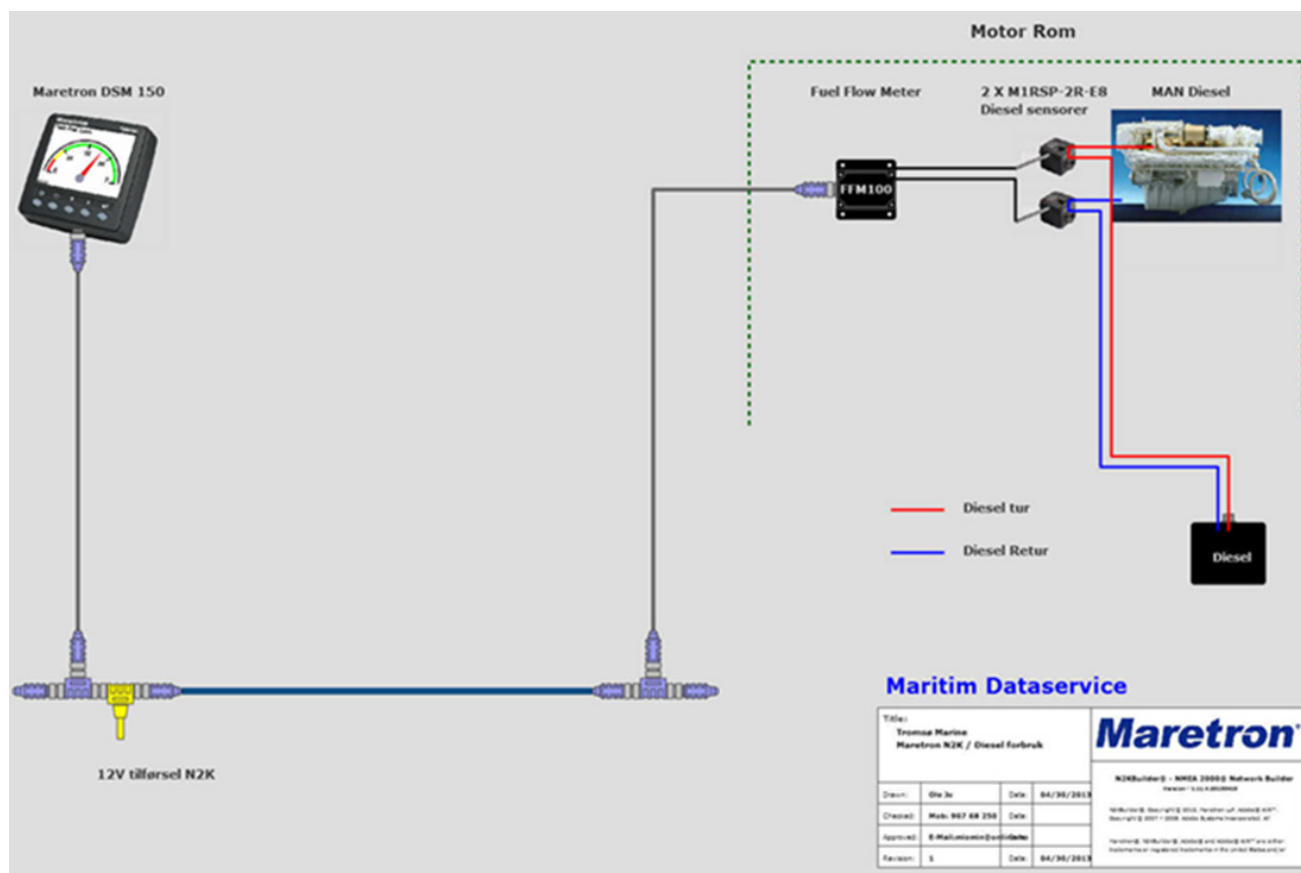 Motor Rom
Maretron DSM 150
Fuel Flow Meter
2 X M1RSP-2R-E8
Diesel sensorer
MAN Diesel
FFM100
Diesel tur
Diesel Retur
Diesel
12V tilførsel N2K
Maritim Dataservice
Title:
Tromsø Marine
Maretron N2K / Diesel forbruk
Maretron
N2KBuilder® - NMEA 2000® Network Builder
Drawn:
Date:
04/30/2013
Checked:
Mob: 907 68 250
Date:
Approved:
Revision:
1
Date:
04/30/2013